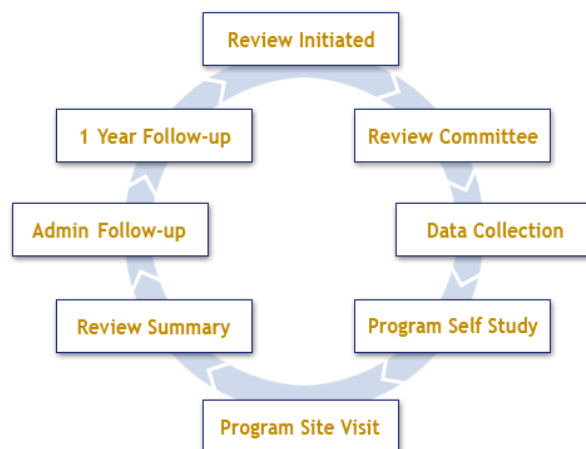 Review Initiated
1 Year Follow-up
Review Committee
Admin Follow-up
Data Collection
Review Summary
Program Self Study
Program Site Visit